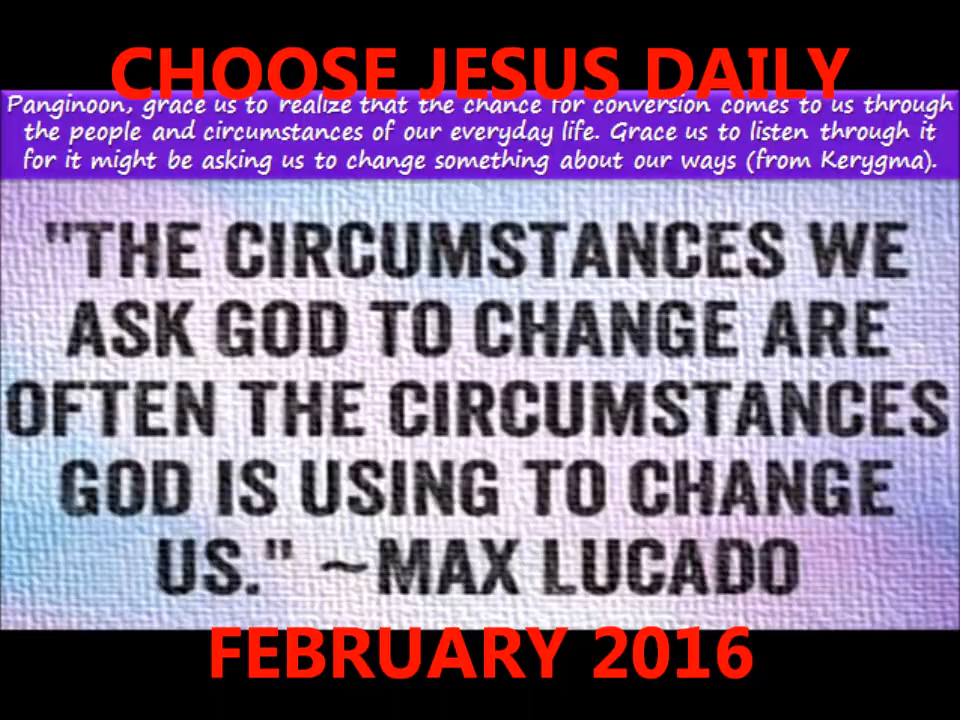 CHOOSE JESUS DAILY
Panginoon, grace us to realize that the chance for conversion comes to us through
the people and circumstances of our everyday life. Grace us to listen through it
for it might be asking us to change something about our ways (from Kerygma).
"THE CIRCUMSTANCES WE
ASK GOD TO CHANGE ARE
OFTEN THE CIRCUMSTANCES
GOD IS USING TO CHANGE
US." ~MAX LUCADO
FEBRUARY 2016